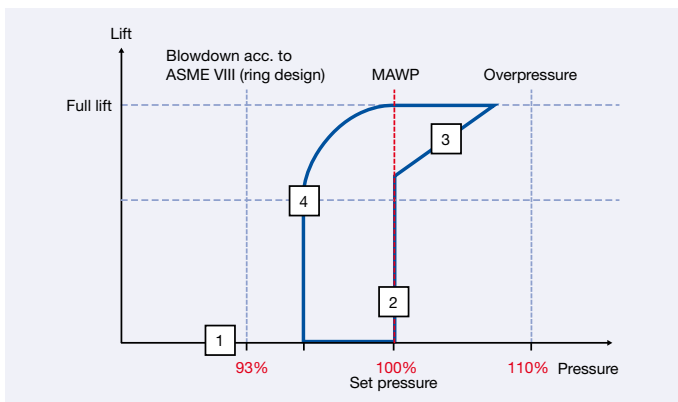 Lift
Blowdown acc. to
ASME VIII (ring design)
MAWP
Overpressure
Full lift
3
4
2
1
93%
100%
110%
Pressure
Set pressure